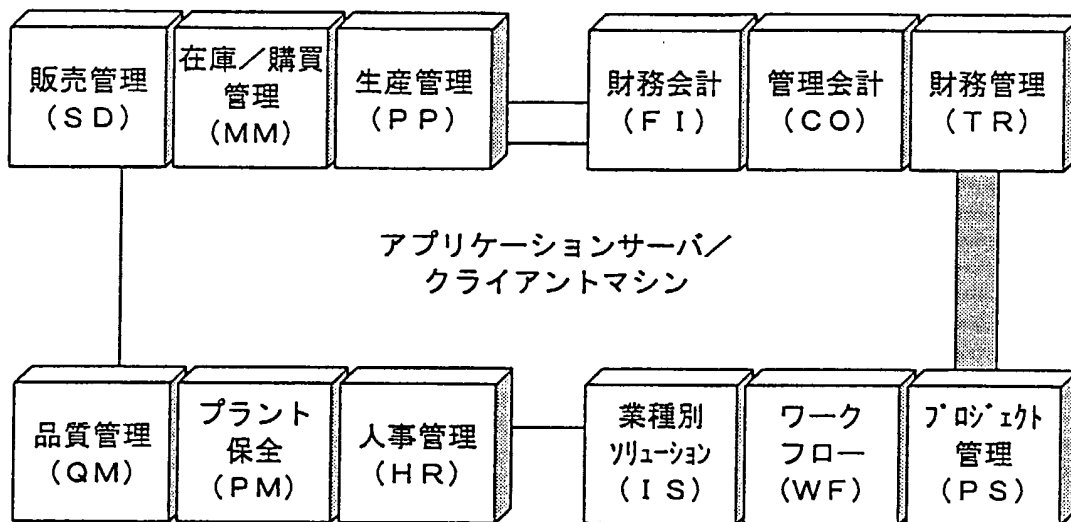 販売管理
(SD)
在庫／購買
管理
(MM)
生産管理
(PP)
財務会計
(FI)
管理会計
(CO)
財務管理
(TR)
アプリケーションサーバ／
クライアントマシン
品質管理
(QM)
プラント
保全
(PM)
人事管理
(HR)
業種別
ソリューション
(IS)
ワーク
フロー
(WF)
プロジェクト
管理
(PS)